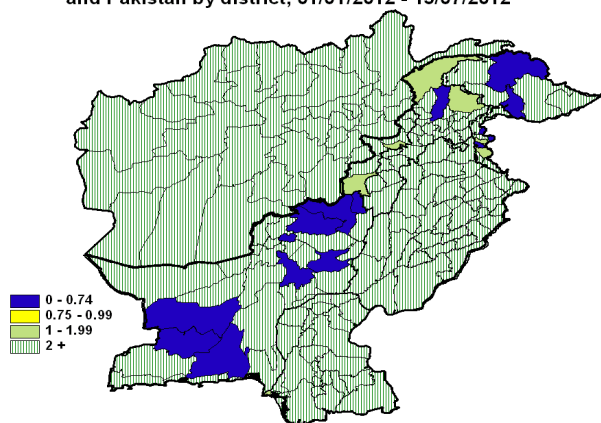 and Pakistan by district, 01/01/2012 - 15/07/2012
0 - 0.74
0.75 - 0.99
1 - 1.99
2 +